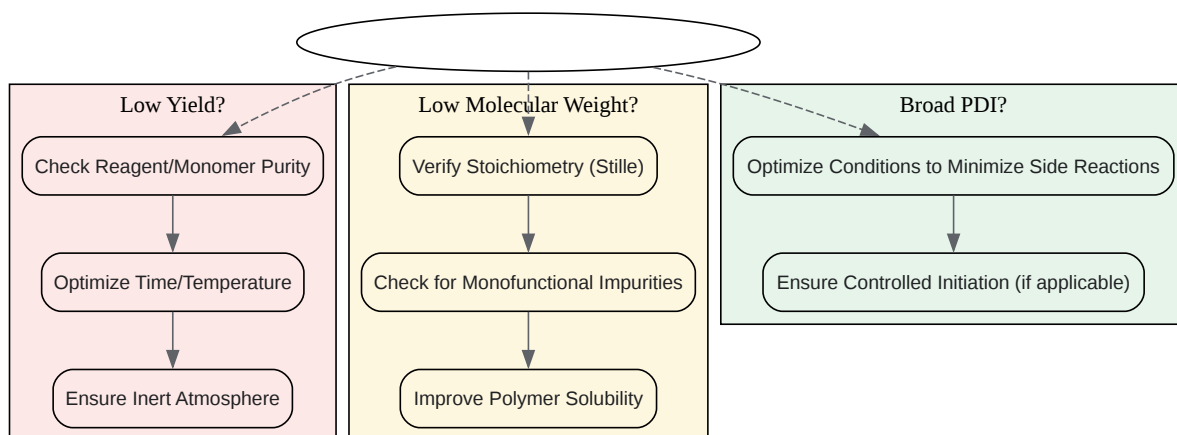 Low Yield?
Check Reagent/Monomer Purity
Optimize Time/Temperature
Ensure Inert Atmosphere
Low Molecular Weight?
Verify Stoichiometry (Stille)
Check for Monofunctional Impurities
Improve Polymer Solubility
Broad PDI?
Optimize Conditions to Minimize Side Reactions
Ensure Controlled Initiation (if applicable)